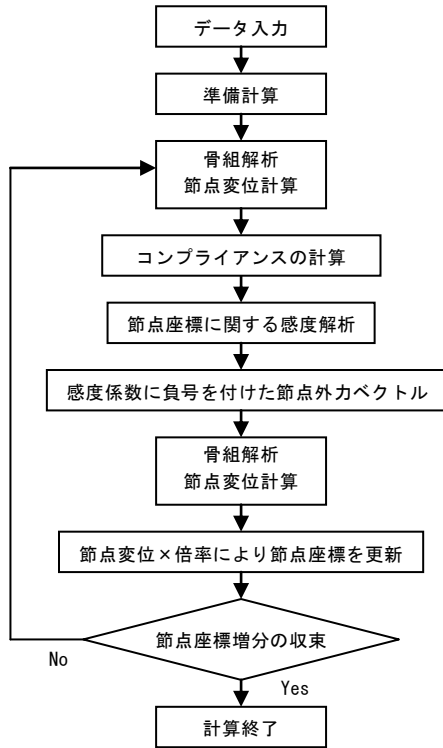 データ入力
準備計算
骨組解析
節点変位計算
コンプライアンスの計算
節点座標に関する感度解析
感度係数に負号を付けた節点外力ベクトル
骨組解析
節点変位計算
節点変位×倍率により節点座標を更新
節点座標増分の収束
No
Yes
計算終了